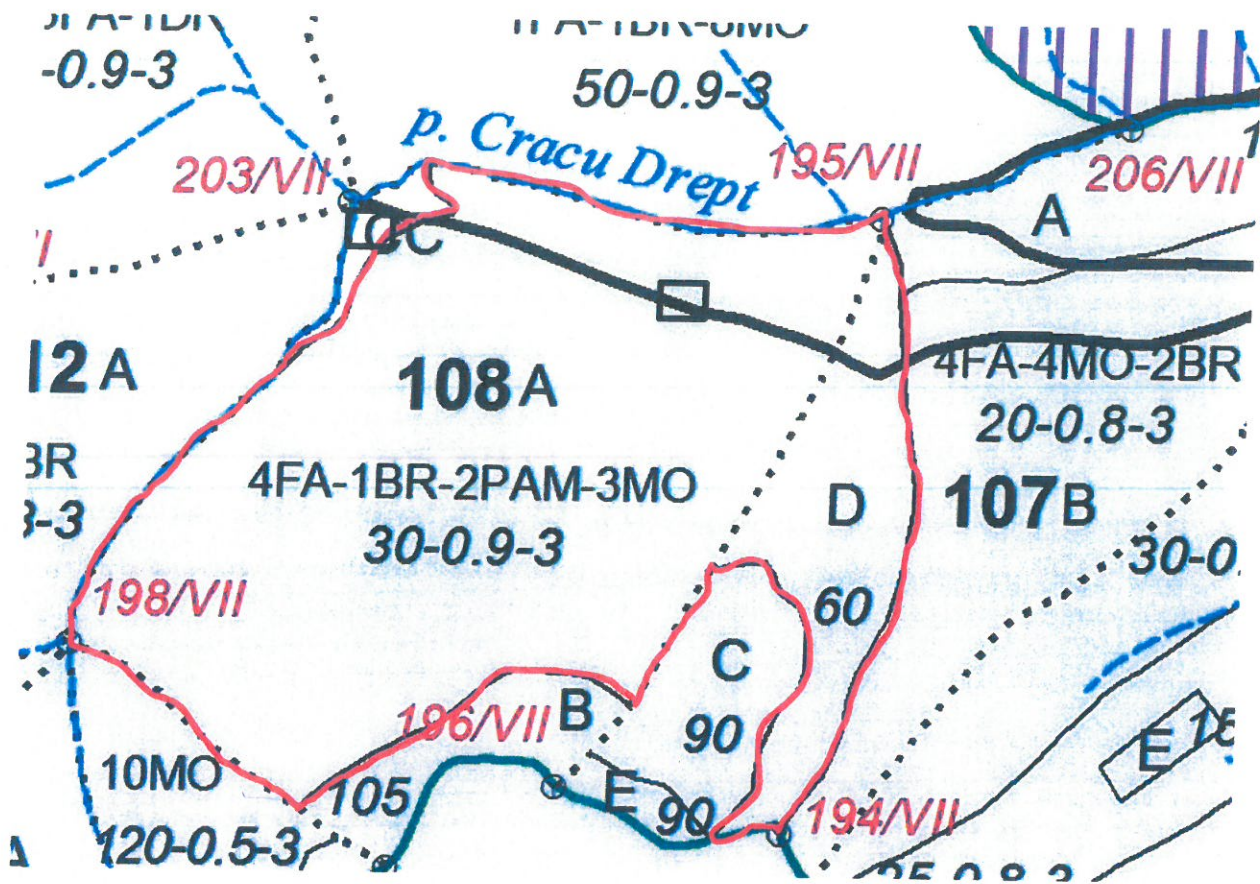 -0.9-3
50-0.9-3
p. Cracu Drept
203/VII
195/VII
206/VII
A
CC
12 A
108 A
4FA-4MO-2BR
20-0.8-3
BR
4FA-1BR-2PAM-3MO
30-0.9-3
D
107 B
30-0.
198/VII
60
C
196/VII
B
90
10MO
105
E
90
194/VII
E
120-0.5-3